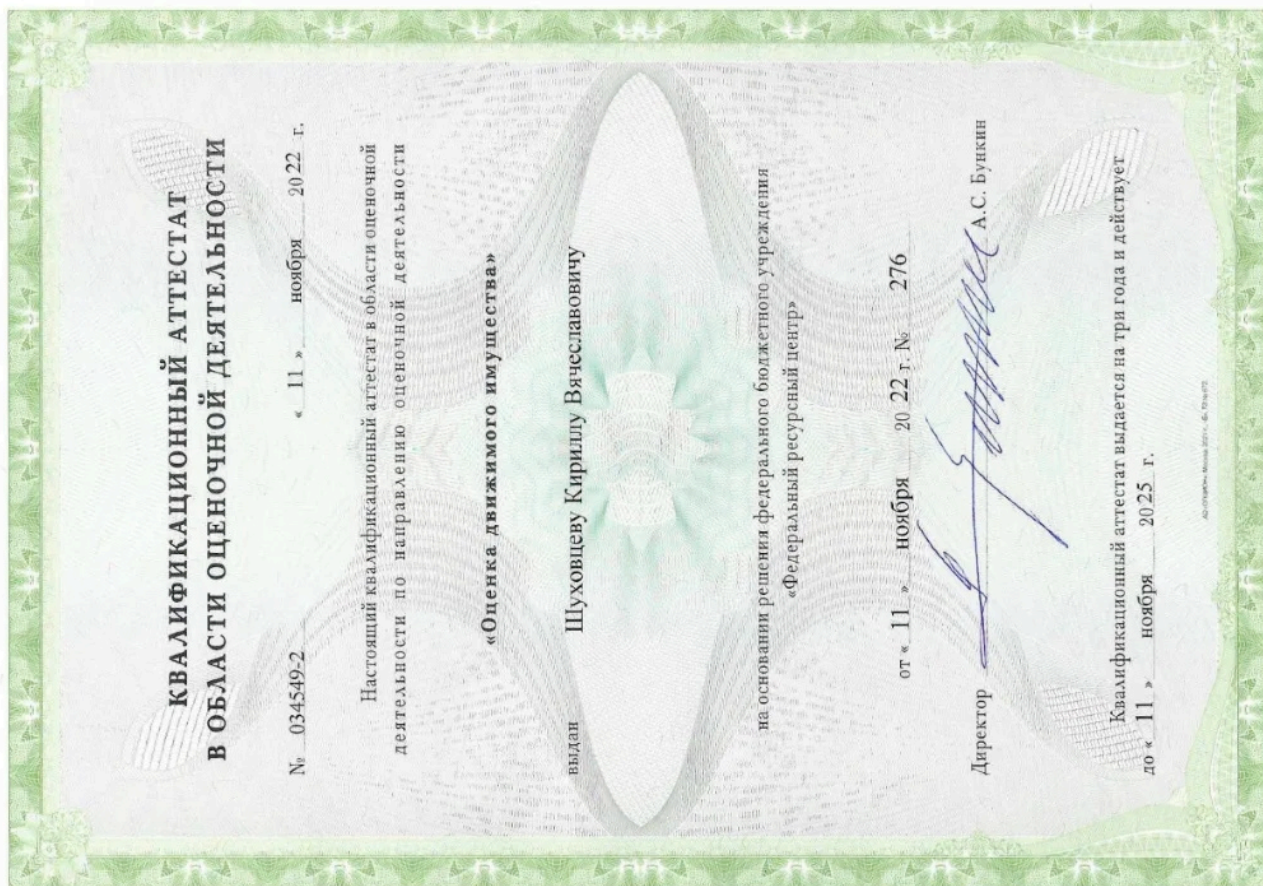 КВАЛИФИКАЦИОННЫЙ АТТЕСТАТ
В ОБЛАСТИ ОЦЕНОЧНОЙ ДЕЯТЕЛЬНОСТИ
№ 034549-2 « 11 » ноября 2022 г.
Настоящий квалификационный аттестат в области оценочной
деятельности по направлению оценочной деятельности
«Оценка движимого имущества»
выдан Шуховцеву Кириллу Вячеславовичу
на основании решения федерального бюджетного учреждения
«Федеральный ресурсный центр»
от « 11 » ноября 2022 г. № 276
Директор А.С. Бункин
Квалификационный аттестат выдается на три года и действует
до « 11 » ноября 2025 г.